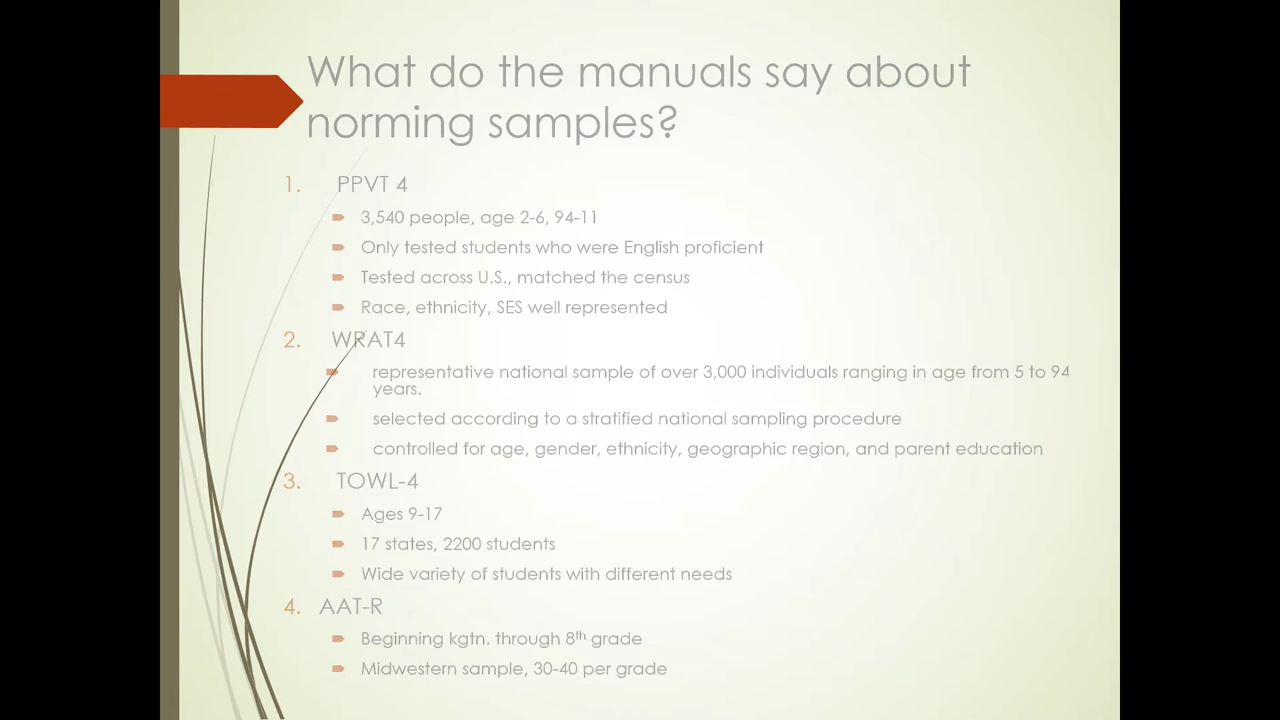 What do the manuals say about
norming samples?
1. PPVT 4
3,540 people, age 2-6, 94-11
Only tested students who were English proficient
Tested across U.S., matched the census
Race, ethnicity, SES well represented
2. WRAT4
representative national sample of over 3,000 individuals ranging in age from 5 to 94
years.
selected according to a stratified national sampling procedure
controlled for age, gender, ethnicity, geographic region, and parent education
3. TOWL-4
Ages 9-17
17 states, 2200 students
Wide variety of students with different needs
4. AAT-R
Beginning kgtn. through 8th grade
Midwestern sample, 30-40 per grade